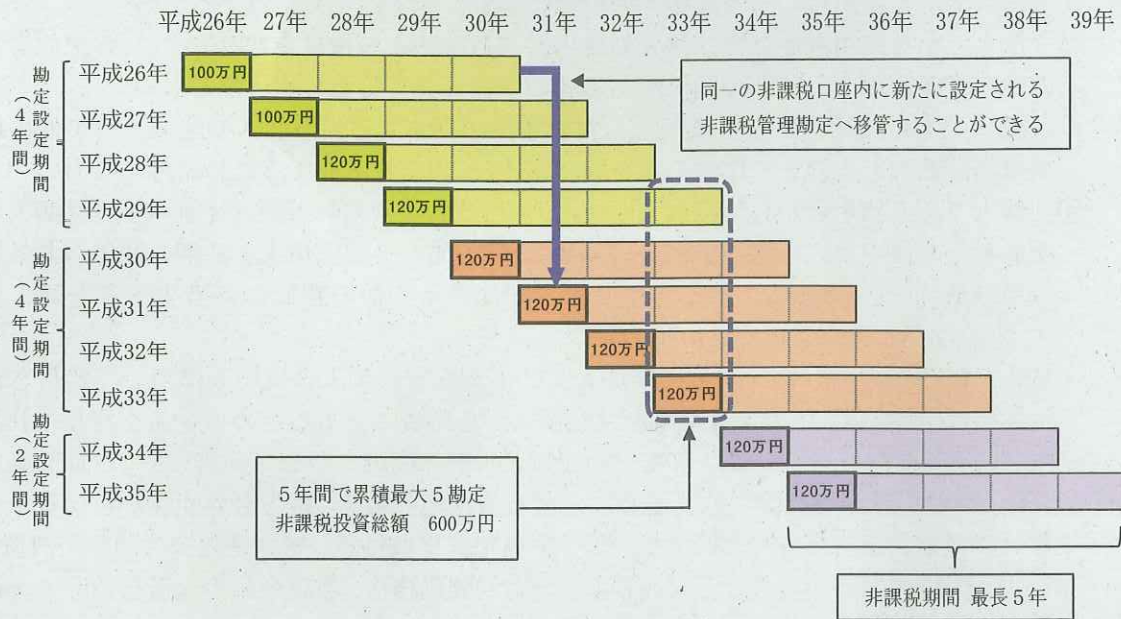 平成26年 27年 28年 29年 30年 31年 32年 33年 34年 35年 36年 37年 38年 39年
勘定設定期間
（４年間）
平成26年
100万円
平成27年
100万円
平成28年
120万円
平成29年
120万円
同一の非課税口座内に新たに設定される
非課税管理勘定へ移管することができる
勘定設定期間
（４年間）
平成30年
120万円
平成31年
120万円
平成32年
120万円
平成33年
120万円
勘定設定期間
（２年間）
平成34年
120万円
平成35年
120万円
５年間で累積最大５勘定
非課税投資総額　600万円
非課税期間 最長５年